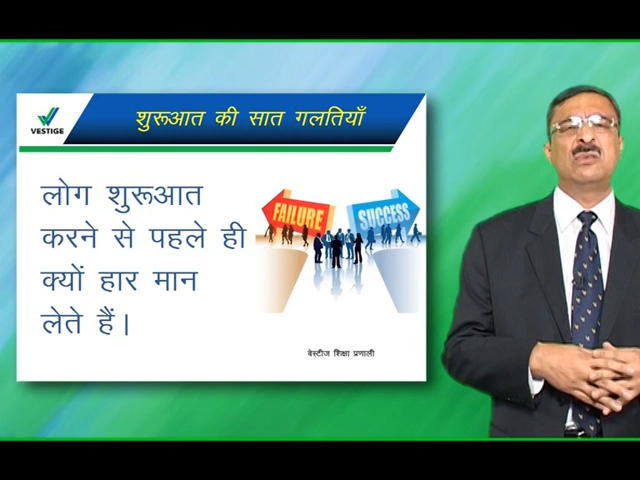 VESTIGE
शुरूआत की सात गलतियाँ
लोग शुरूआत
करने से पहले ही
क्यों हार मान
लेते हैं।
FAILURE
SUCCESS
वेस्टीज शिक्षा प्रणाली